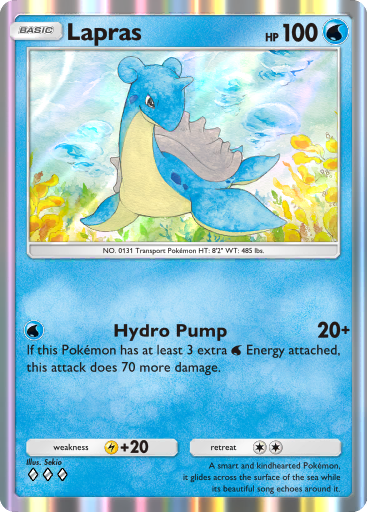 BASIC Lapras HP 100
NO. 0131 Transport Pokémon HT: 8'2" WT: 485 lbs.
Hydro Pump 20+
If this Pokémon has at least 3 extra Energy attached,
this attack does 70 more damage.
weakness +20 retreat
Illus. Sekio
A smart and kindhearted Pokémon,
it glides across the surface of the sea while
its beautiful song echoes around it.